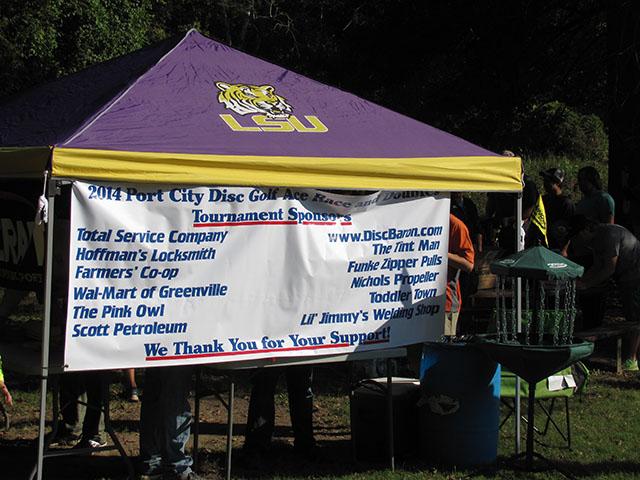 LSU
2014 Port City Disc Golf Ace Race and Doubles
Tournament Sponsors
Total Service Company
Hoffman's Locksmith
Farmers' Co-op
Wal-Mart of Greenville
The Pink Owl
Scott Petroleum
www.DiscBaron.com
The Tint Man
Funke Zipper Pulls
Nichols Propeller
Toddler Town
Lil' Jimmy's Welding Shop
We Thank You for Your Support!